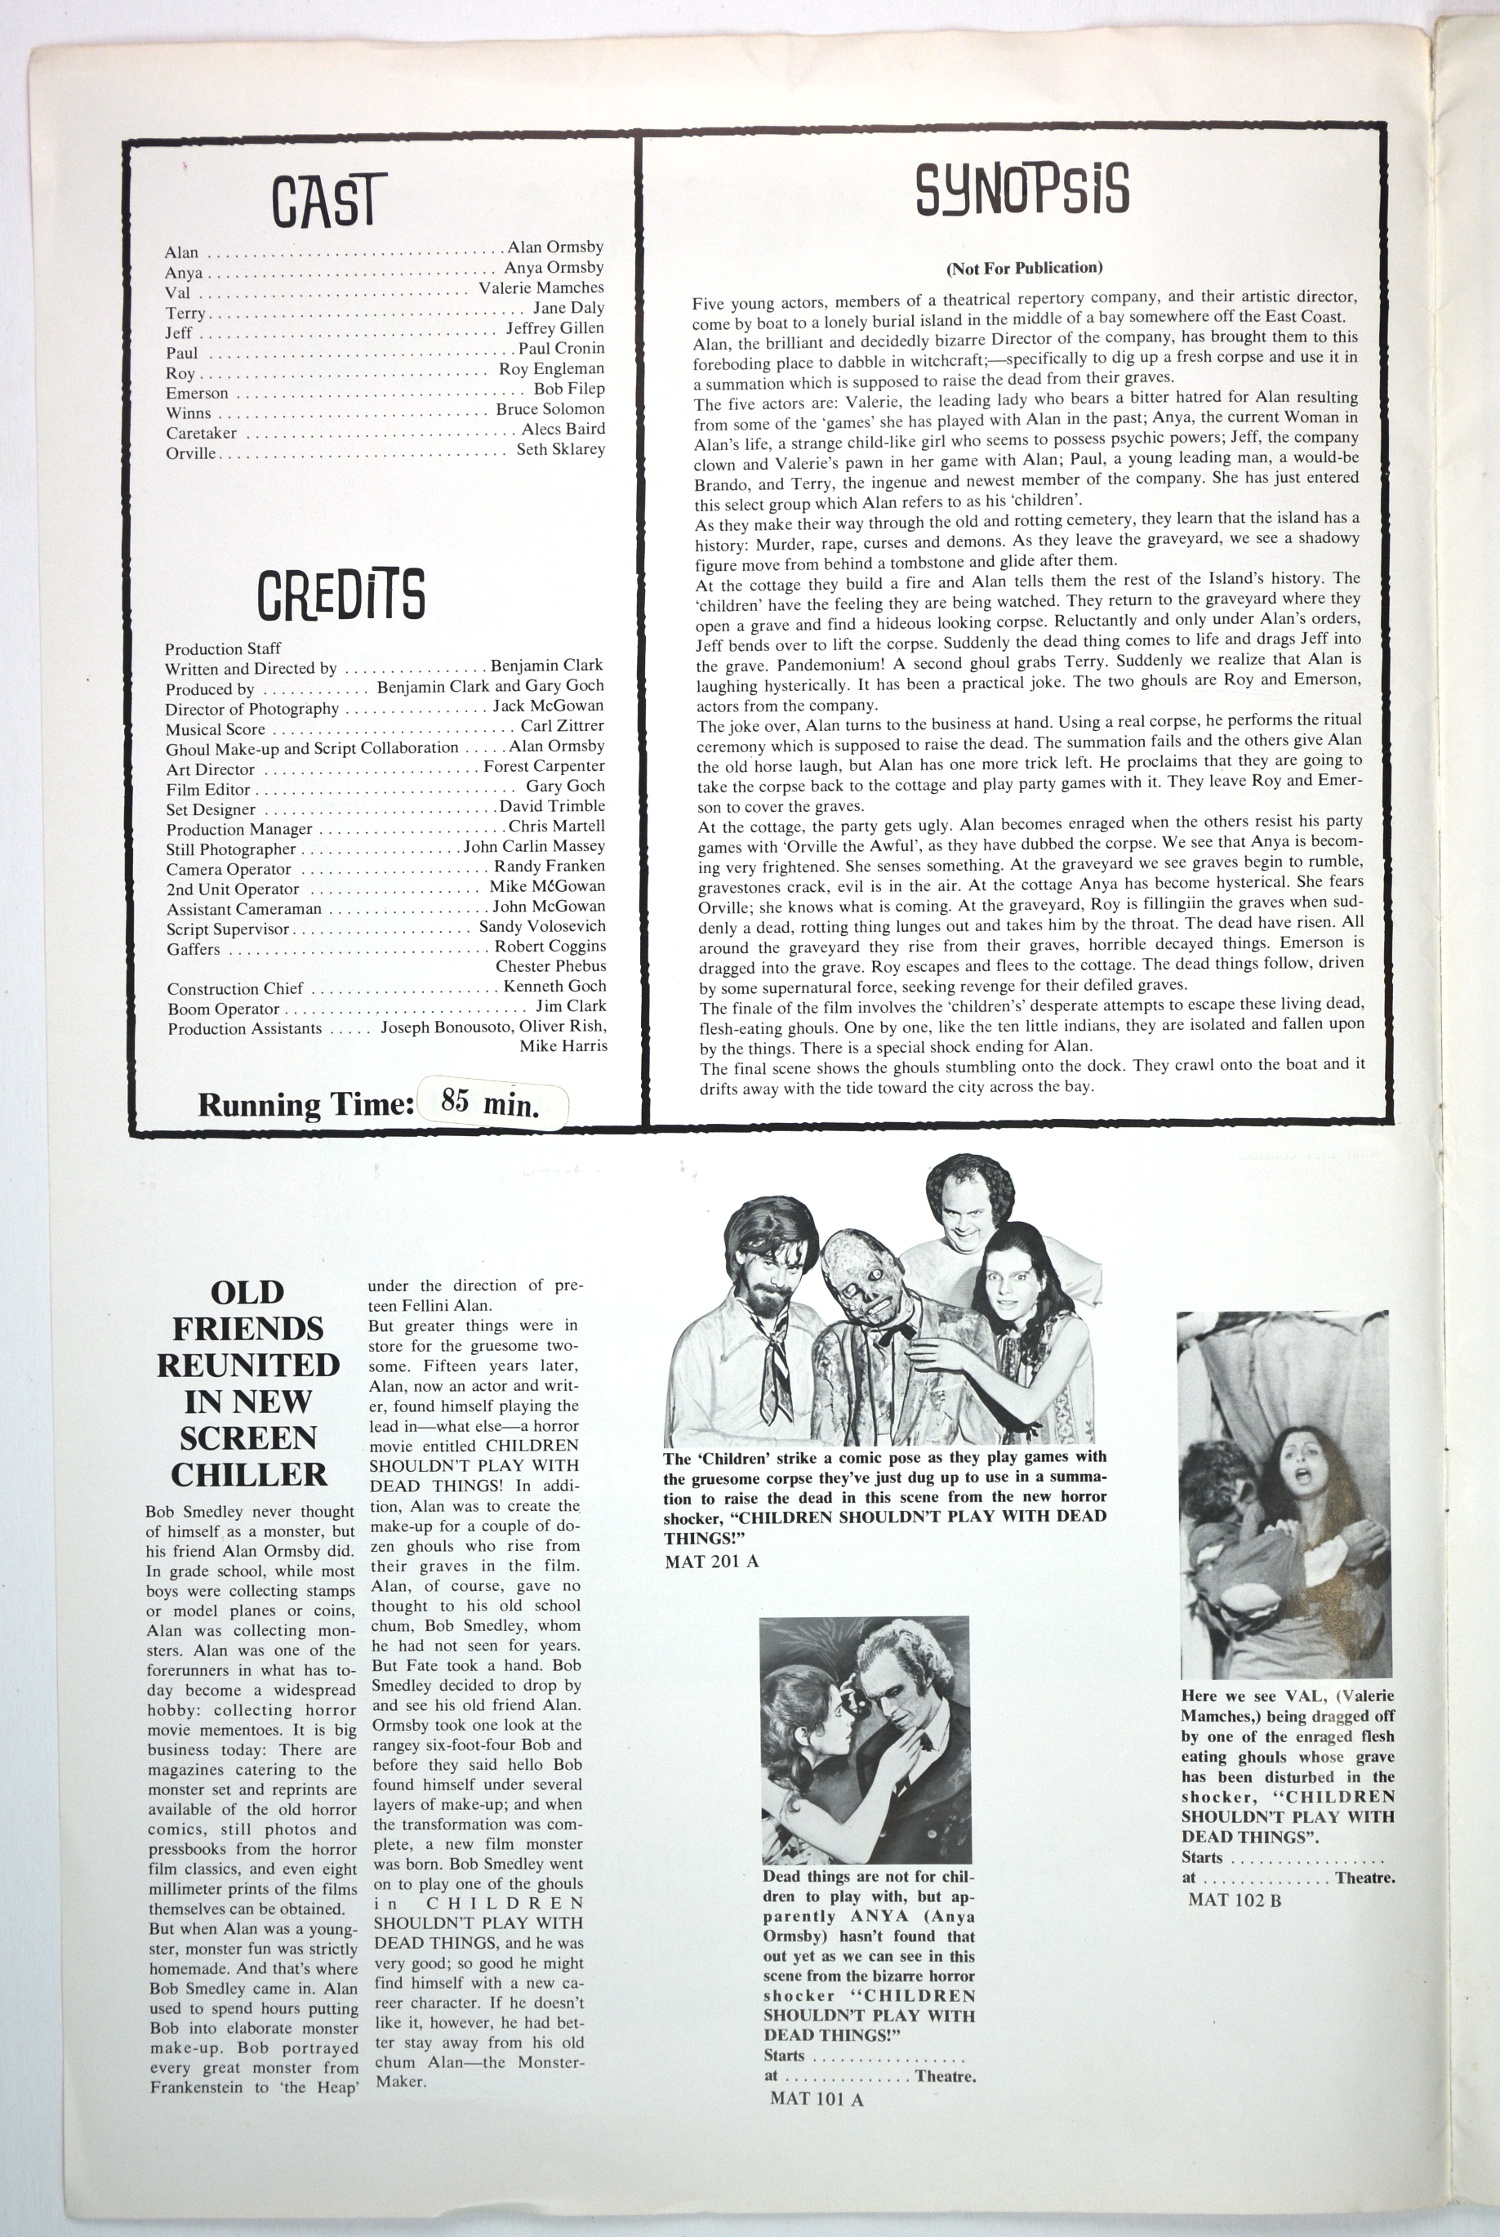 CAST
Alan ................................. Alan Ormsby
Anya ................................ Anya Ormsby
Val .............................. Valerie Mamches
Terry ................................... Jane Daly
Jeff ................................. Jeffrey Gillen
Paul .................................. Paul Cronin
Roy ................................ Roy Engleman
Emerson ................................ Bob Filep
Winns .............................. Bruce Solomon
Caretaker .............................. Alecs Baird
Orville ................................ Seth Sklarey
CREDITS
Production Staff
Written and Directed by ................ Benjamin Clark
Produced by ............ Benjamin Clark and Gary Goch
Director of Photography ................ Jack McGowan
Musical Score ........................... Carl Zittrer
Ghoul Make-up and Script Collaboration ..... Alan Ormsby
Art Director ........................ Forest Carpenter
Film Editor ............................. Gary Goch
Set Designer .......................... David Trimble
Production Manager ..................... Chris Martell
Still Photographer .................. John Carlin Massey
Camera Operator ..................... Randy Franken
2nd Unit Operator ................... Mike McGowan
Assistant Cameraman .................. John McGowan
Script Supervisor ....................... Sandy Volosevich
Gaffers ............................. Robert Coggins
Chester Phebus
Construction Chief ..................... Kenneth Goch
Boom Operator ........................... Jim Clark
Production Assistants ..... Joseph Bonousoto, Oliver Rish,
Mike Harris
Running Time: 85 min.
SYNOPSIS
(Not For Publication)
Five young actors, members of a theatrical repertory company, and their artistic director,
come by boat to a lonely burial island in the middle of a bay somewhere off the East Coast.
Alan, the brilliant and decidedly bizarre Director of the company, has brought them to this
foreboding place to dabble in witchcraft;—specifically to dig up a fresh corpse and use it in
a summation which is supposed to raise the dead from their graves.
The five actors are: Valerie, the leading lady who bears a bitter hatred for Alan resulting
from some of the ‘games’ she has played with Alan in the past; Anya, the current Woman in
Alan’s life, a strange child-like girl who seems to possess psychic powers; Jeff, the company
clown and Valerie’s pawn in her game with Alan; Paul, a young leading man, a would-be
Brando, and Terry, the ingenue and newest member of the company. She has just entered
this select group which Alan refers to as his ‘children’.
As they make their way through the old and rotting cemetery, they learn that the island has a
history: Murder, rape, curses and demons. As they leave the graveyard, we see a shadowy
figure move from behind a tombstone and glide after them.
At the cottage they build a fire and Alan tells them the rest of the Island’s history. The
‘children’ have the feeling they are being watched. They return to the graveyard where they
open a grave and find a hideous looking corpse. Reluctantly and only under Alan’s orders,
Jeff bends over to lift the corpse. Suddenly the dead thing comes to life and drags Jeff into
the grave. Pandemonium! A second ghoul grabs Terry. Suddenly we realize that Alan is
laughing hysterically. It has been a practical joke. The two ghouls are Roy and Emerson,
actors from the company.
The joke over, Alan turns to the business at hand. Using a real corpse, he performs the ritual
ceremony which is supposed to raise the dead. The summation fails and the others give Alan
the old horse laugh, but Alan has one more trick left. He proclaims that they are going to
take the corpse back to the cottage and play party games with it. They leave Roy and Emer-
son to cover the graves.
At the cottage, the party gets ugly. Alan becomes enraged when the others resist his party
games with ‘Orville the Awful’, as they have dubbed the corpse. We see that Anya is becom-
ing very frightened. She senses something. At the graveyard we see graves begin to rumble,
gravestones crack, evil is in the air. At the cottage Anya has become hysterical. She fears
Orville; she knows what is coming. At the graveyard, Roy is fillingiin the graves when sud-
denly a dead, rotting thing lunges out and takes him by the throat. The dead have risen. All
around the graveyard they rise from their graves, horrible decayed things. Emerson is
dragged into the grave. Roy escapes and flees to the cottage. The dead things follow, driven
by some supernatural force, seeking revenge for their defiled graves.
The finale of the film involves the ‘children’s’ desperate attempts to escape these living dead,
flesh-eating ghouls. One by one, like the ten little indians, they are isolated and fallen upon
by the things. There is a special shock ending for Alan.
The final scene shows the ghouls stumbling onto the dock. They crawl onto the boat and it
drifts away with the tide toward the city across the bay.
OLD
FRIENDS
REUNITED
IN NEW
SCREEN
CHILLER
Bob Smedley never thought
of himself as a monster, but
his friend Alan Ormsby did.
In grade school, while most
boys were collecting stamps
or model planes or coins,
Alan was collecting mon-
sters. Alan was one of the
forerunners in what has to-
day become a widespread
hobby: collecting horror
movie mementoes. It is big
business today: There are
magazines catering to the
monster set and reprints are
available of the old horror
comics, still photos and
pressbooks from the horror
film classics, and even eight
millimeter prints of the films
themselves can be obtained.
But when Alan was a young-
ster, monster fun was strictly
homemade. And that’s where
Bob Smedley came in. Alan
used to spend hours putting
Bob into elaborate monster
make-up. Bob portrayed
every great monster from
Frankenstein to ‘the Heap’
under the direction of pre-
teen Fellini Alan.
But greater things were in
store for the gruesome two-
some. Fifteen years later,
Alan, now an actor and writ-
er, found himself playing the
lead in—what else—a horror
movie entitled CHILDREN
SHOULDN’T PLAY WITH
DEAD THINGS! In addi-
tion, Alan was to create the
make-up for a couple of do-
zen ghouls who rise from
their graves in the film.
Alan, of course, gave no
thought to his old school
chum, Bob Smedley, whom
he had not seen for years.
But Fate took a hand. Bob
Smedley decided to drop by
and see his old friend Alan.
Ormsby took one look at the
rangey six-foot-four Bob and
before they said hello Bob
found himself under several
layers of make-up; and when
the transformation was com-
plete, a new film monster
was born. Bob Smedley went
on to play one of the ghouls
in CHILDREN
SHOULDN’T PLAY WITH
DEAD THINGS, and he was
very good; so good he might
find himself with a new ca-
reer character. If he doesn’t
like it, however, he had bet-
ter stay away from his old
chum Alan—the Monster-
Maker.
The ‘Children’ strike a comic pose as they play games with
the gruesome corpse they’ve just dug up to use in a summa-
tion to raise the dead in this scene from the new horror
shocker, “CHILDREN SHOULDN’T PLAY WITH DEAD
THINGS!”
MAT 201 A
Dead things are not for chil-
dren to play with, but ap-
parently ANYA (Anya
Ormsby) hasn’t found that
out yet as we can see in this
scene from the bizarre horror
shocker “CHILDREN
SHOULDN’T PLAY WITH
DEAD THINGS!”
Starts .................
at .............. Theatre.
MAT 101 A
Here we see VAL, (Valerie
Mamches,) being dragged off
by one of the enraged flesh
eating ghouls whose grave
has been disturbed in the
shocker, “CHILDREN
SHOULDN’T PLAY WITH
DEAD THINGS”.
Starts .................
at .............. Theatre.
MAT 102 B